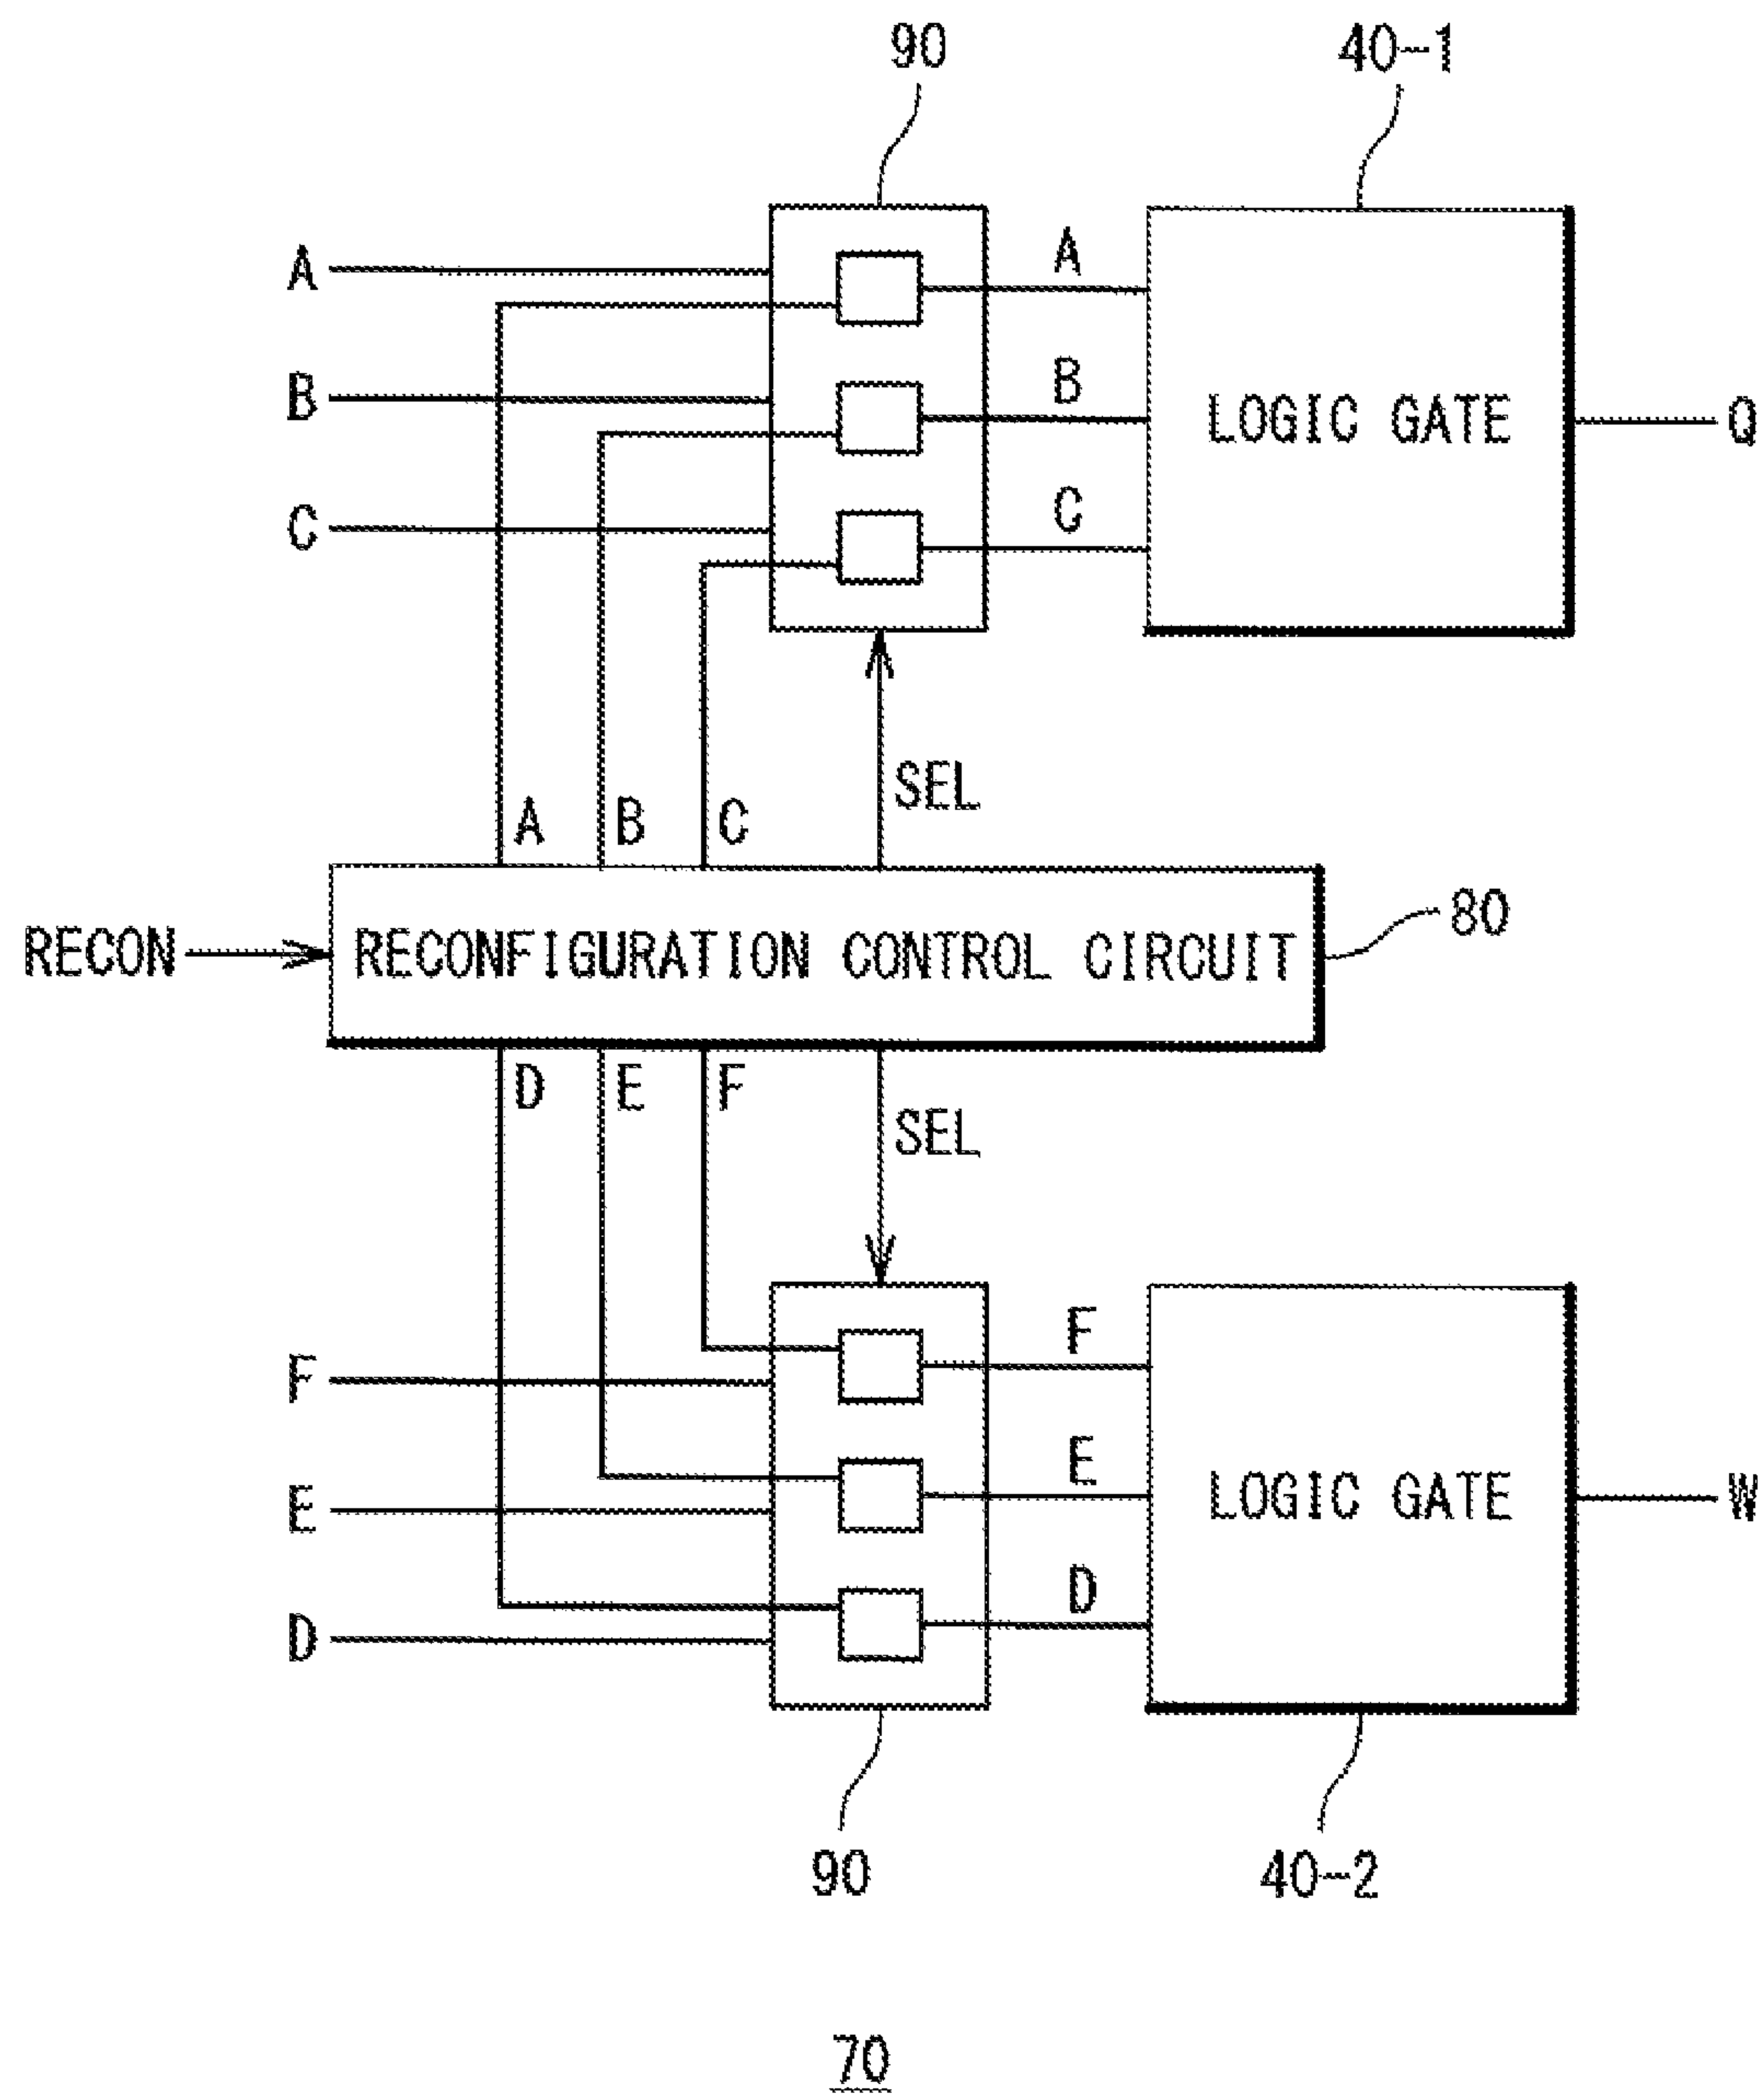 90
40-1
A
A
B
B
LOGIC GATE
Q
C
C
SEL
A
B
C
RECON
RECONFIGURATION CONTROL CIRCUIT
80
D
E
F
SEL
F
F
E
E
LOGIC GATE
W
D
D
90
40-2
70